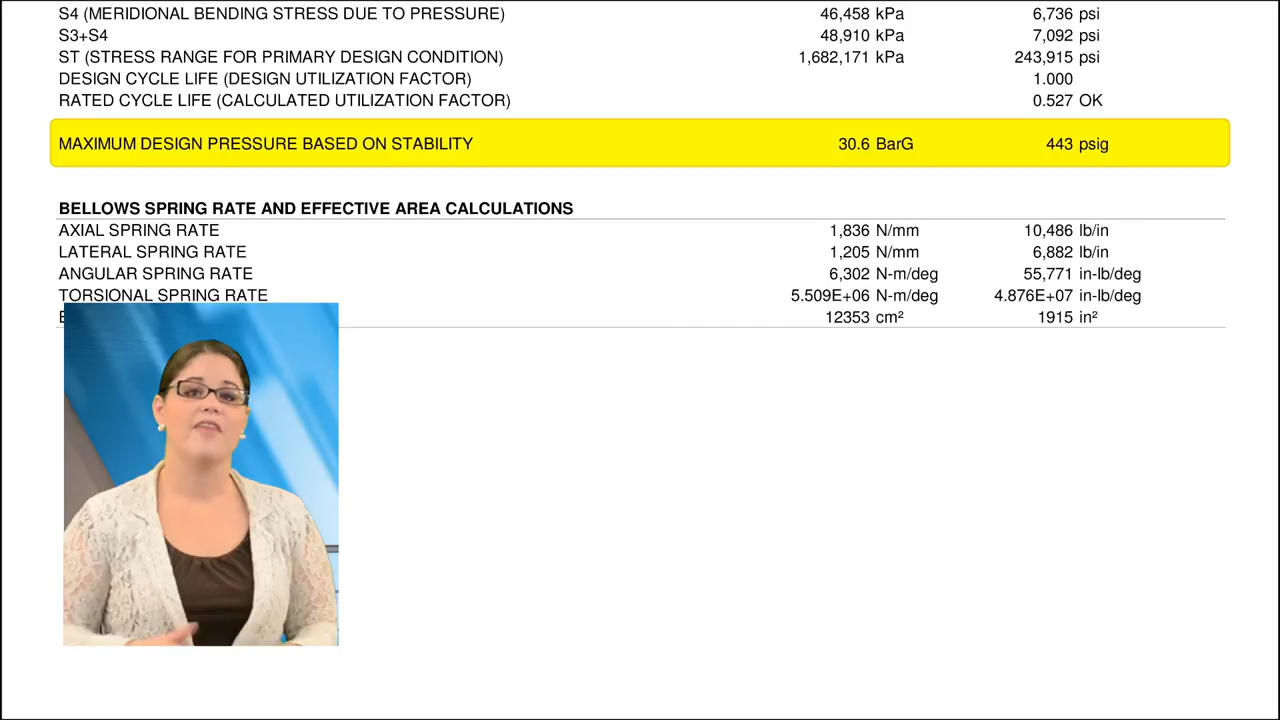 S4 (MERIDIONAL BENDING STRESS DUE TO PRESSURE) 46,458 kPa 6,736 psi
S3+S4 48,910 kPa 7,092 psi
ST (STRESS RANGE FOR PRIMARY DESIGN CONDITION) 1,682,171 kPa 243,915 psi
DESIGN CYCLE LIFE (DESIGN UTILIZATION FACTOR) 1.000
RATED CYCLE LIFE (CALCULATED UTILIZATION FACTOR) 0.527 OK
MAXIMUM DESIGN PRESSURE BASED ON STABILITY 30.6 BarG 443 psig
BELLOWS SPRING RATE AND EFFECTIVE AREA CALCULATIONS
AXIAL SPRING RATE 1,836 N/mm 10,486 lb/in
LATERAL SPRING RATE 1,205 N/mm 6,882 lb/in
ANGULAR SPRING RATE 6,302 N-m/deg 55,771 in-lb/deg
TORSIONAL SPRING RATE 5.509E+06 N-m/deg 4.876E+07 in-lb/deg
12353 cm² 1915 in²